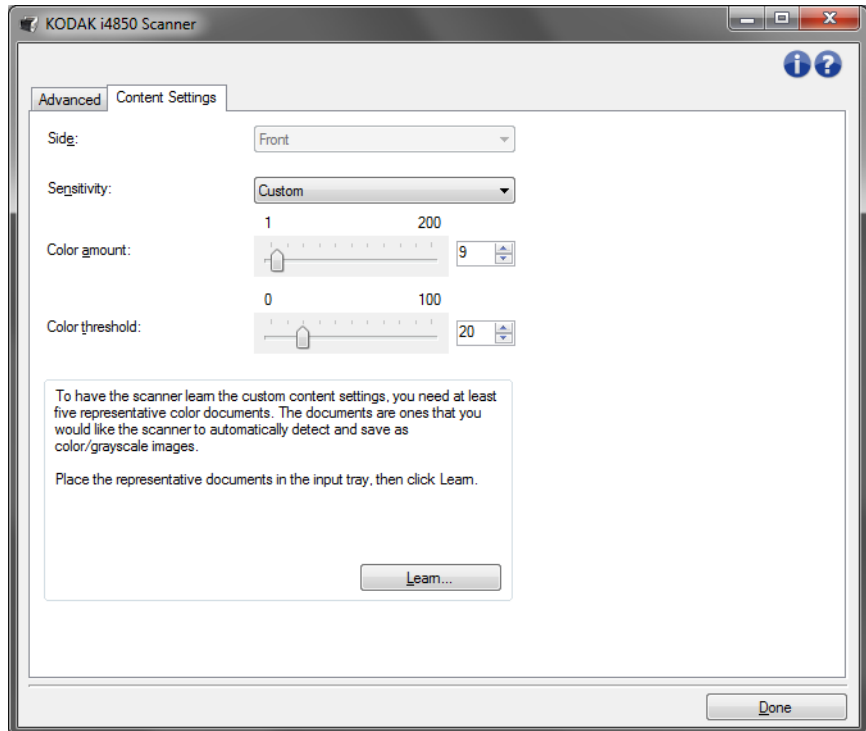 KODAK i4850 Scanner
Advanced
Content Settings
Side:
Front
Sensitivity:
Custom
1 200
Color amount:
9
0 100
Color threshold:
20
To have the scanner learn the custom content settings, you need at least
five representative color documents. The documents are ones that you
would like the scanner to automatically detect and save as
color/grayscale images.
Place the representative documents in the input tray, then click Learn.
Learn...
Done